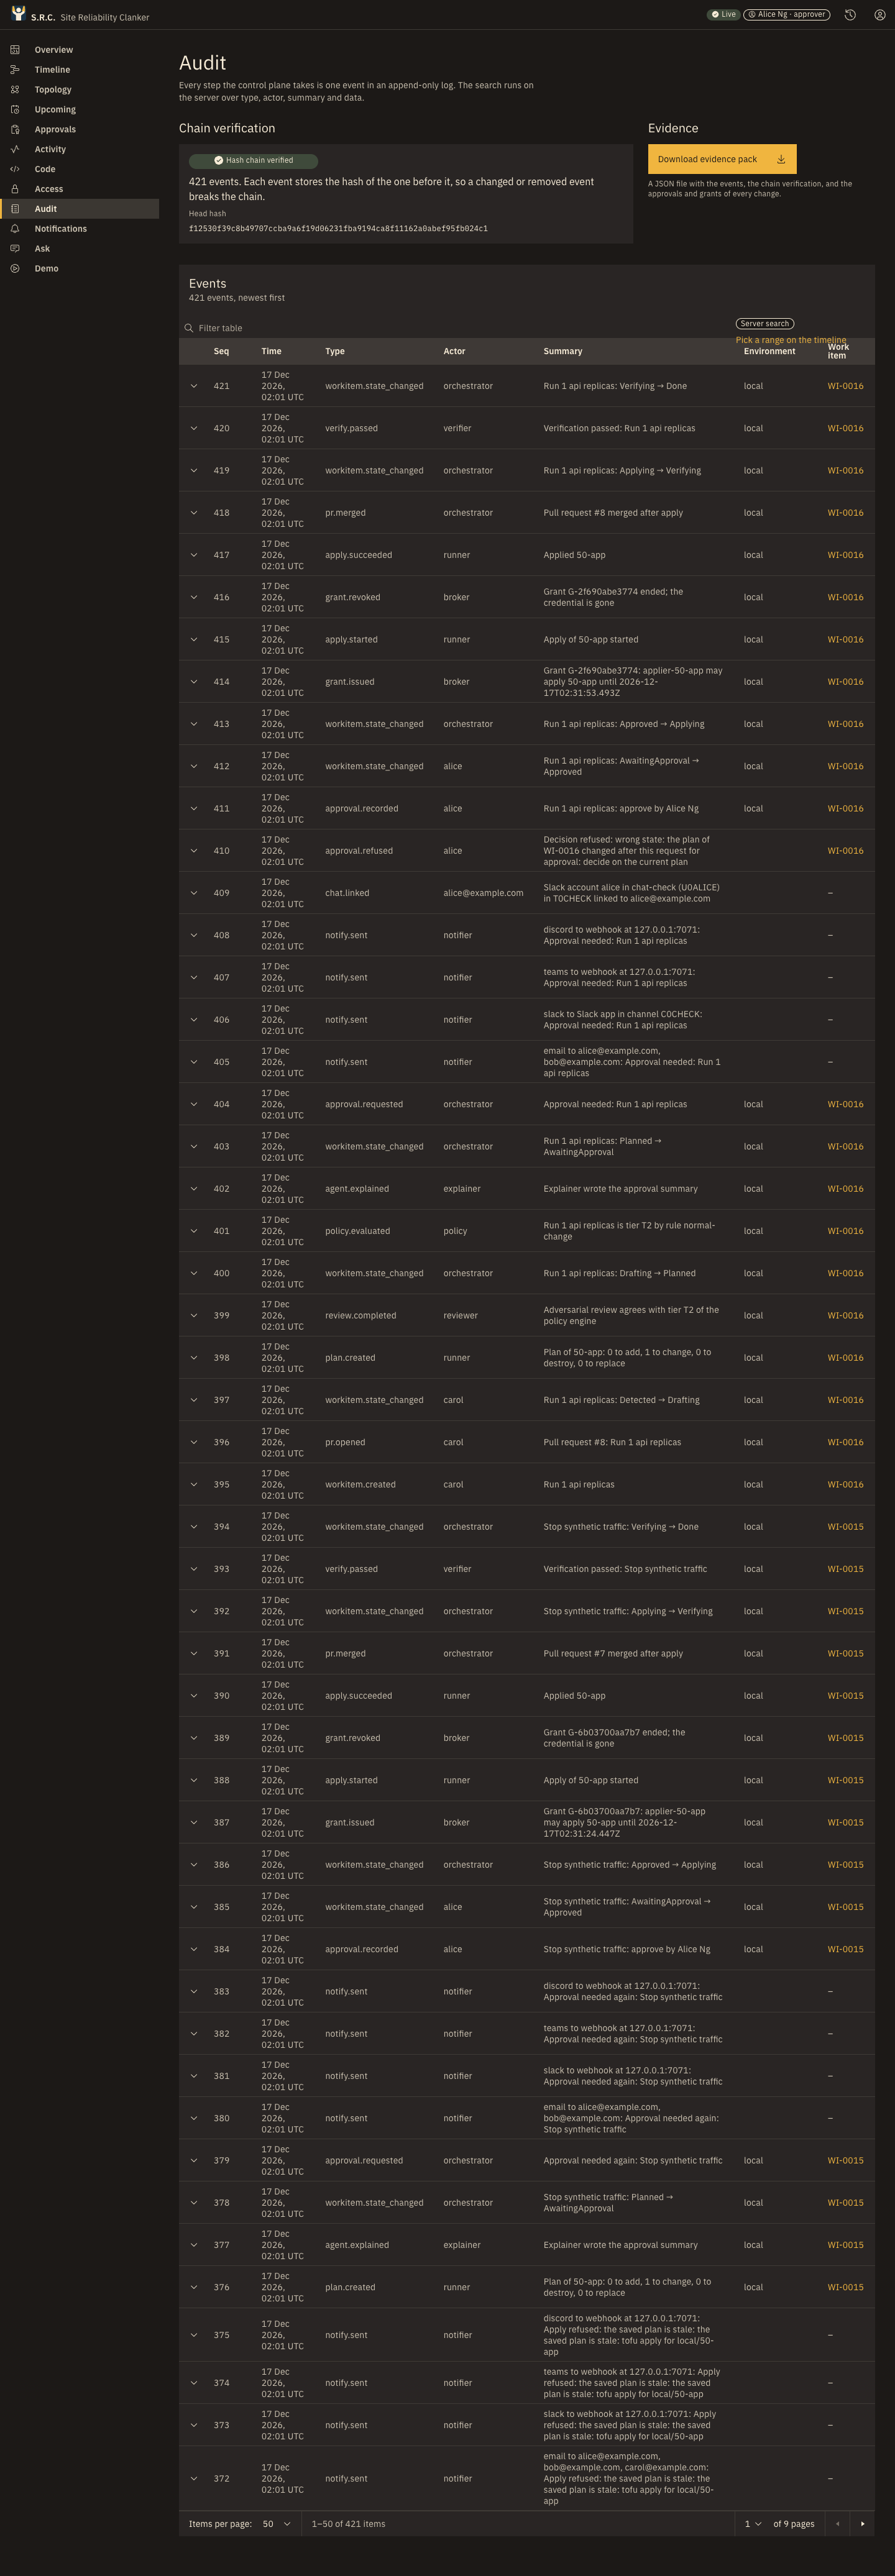 S.R.C. Site Reliability Clanker
Live
Alice Ng · approver
Overview
Timeline
Topology
Upcoming
Approvals
Activity
Code
Access
Audit
Notifications
Ask
Demo
Audit
Every step the control plane takes is one event in an append-only log. The search runs on
the server over type, actor, summary and data.
Chain verification
Hash chain verified
421 events. Each event stores the hash of the one before it, so a changed or removed event
breaks the chain.
Head hash
f12530f39c8b49707ccba9a6f19d06231fba9194ca8f11162a0abef95fb024c1
Evidence
Download evidence pack
A JSON file with the events, the chain verification, and the
approvals and grants of every change.
Events
421 events, newest first
Filter table
Server search
Pick a range on the timeline
Seq Time Type Actor Summary Environment Work item
421 17 Dec 2026, 02:01 UTC workitem.state_changed orchestrator Run 1 api replicas: Verifying → Done local WI-0016
420 17 Dec 2026, 02:01 UTC verify.passed verifier Verification passed: Run 1 api replicas local WI-0016
419 17 Dec 2026, 02:01 UTC workitem.state_changed orchestrator Run 1 api replicas: Applying → Verifying local WI-0016
418 17 Dec 2026, 02:01 UTC pr.merged orchestrator Pull request #8 merged after apply local WI-0016
417 17 Dec 2026, 02:01 UTC apply.succeeded runner Applied 50-app local WI-0016
416 17 Dec 2026, 02:01 UTC grant.revoked broker Grant G-2f690abe3774 ended; the credential is gone local WI-0016
415 17 Dec 2026, 02:01 UTC apply.started runner Apply of 50-app started local WI-0016
414 17 Dec 2026, 02:01 UTC grant.issued broker Grant G-2f690abe3774: applier-50-app may apply 50-app until 2026-12-17T02:31:53.493Z local WI-0016
413 17 Dec 2026, 02:01 UTC workitem.state_changed orchestrator Run 1 api replicas: Approved → Applying local WI-0016
412 17 Dec 2026, 02:01 UTC workitem.state_changed alice Run 1 api replicas: AwaitingApproval → Approved local WI-0016
411 17 Dec 2026, 02:01 UTC approval.recorded alice Run 1 api replicas: approve by Alice Ng local WI-0016
410 17 Dec 2026, 02:01 UTC approval.refused alice Decision refused: wrong state: the plan of WI-0016 changed after this request for approval: decide on the current plan local WI-0016
409 17 Dec 2026, 02:01 UTC chat.linked alice@example.com Slack account alice in chat-check (U0ALICE) in T0CHECK linked to alice@example.com –
408 17 Dec 2026, 02:01 UTC notify.sent notifier discord to webhook at 127.0.0.1:7071: Approval needed: Run 1 api replicas –
407 17 Dec 2026, 02:01 UTC notify.sent notifier teams to webhook at 127.0.0.1:7071: Approval needed: Run 1 api replicas –
406 17 Dec 2026, 02:01 UTC notify.sent notifier slack to Slack app in channel C0CHECK: Approval needed: Run 1 api replicas –
405 17 Dec 2026, 02:01 UTC notify.sent notifier email to alice@example.com, bob@example.com: Approval needed: Run 1 api replicas –
404 17 Dec 2026, 02:01 UTC approval.requested orchestrator Approval needed: Run 1 api replicas local WI-0016
403 17 Dec 2026, 02:01 UTC workitem.state_changed orchestrator Run 1 api replicas: Planned → AwaitingApproval local WI-0016
402 17 Dec 2026, 02:01 UTC agent.explained explainer Explainer wrote the approval summary local WI-0016
401 17 Dec 2026, 02:01 UTC policy.evaluated policy Run 1 api replicas is tier T2 by rule normal-change local WI-0016
400 17 Dec 2026, 02:01 UTC workitem.state_changed orchestrator Run 1 api replicas: Drafting → Planned local WI-0016
399 17 Dec 2026, 02:01 UTC review.completed reviewer Adversarial review agrees with tier T2 of the policy engine local WI-0016
398 17 Dec 2026, 02:01 UTC plan.created runner Plan of 50-app: 0 to add, 1 to change, 0 to destroy, 0 to replace local WI-0016
397 17 Dec 2026, 02:01 UTC workitem.state_changed carol Run 1 api replicas: Detected → Drafting local WI-0016
396 17 Dec 2026, 02:01 UTC pr.opened carol Pull request #8: Run 1 api replicas local WI-0016
395 17 Dec 2026, 02:01 UTC workitem.created carol Run 1 api replicas local WI-0016
394 17 Dec 2026, 02:01 UTC workitem.state_changed orchestrator Stop synthetic traffic: Verifying → Done local WI-0015
393 17 Dec 2026, 02:01 UTC verify.passed verifier Verification passed: Stop synthetic traffic local WI-0015
392 17 Dec 2026, 02:01 UTC workitem.state_changed orchestrator Stop synthetic traffic: Applying → Verifying local WI-0015
391 17 Dec 2026, 02:01 UTC pr.merged orchestrator Pull request #7 merged after apply local WI-0015
390 17 Dec 2026, 02:01 UTC apply.succeeded runner Applied 50-app local WI-0015
389 17 Dec 2026, 02:01 UTC grant.revoked broker Grant G-6b03700aa7b7 ended; the credential is gone local WI-0015
388 17 Dec 2026, 02:01 UTC apply.started runner Apply of 50-app started local WI-0015
387 17 Dec 2026, 02:01 UTC grant.issued broker Grant G-6b03700aa7b7: applier-50-app may apply 50-app until 2026-12-17T02:31:24.447Z local WI-0015
386 17 Dec 2026, 02:01 UTC workitem.state_changed orchestrator Stop synthetic traffic: Approved → Applying local WI-0015
385 17 Dec 2026, 02:01 UTC workitem.state_changed alice Stop synthetic traffic: AwaitingApproval → Approved local WI-0015
384 17 Dec 2026, 02:01 UTC approval.recorded alice Stop synthetic traffic: approve by Alice Ng local WI-0015
383 17 Dec 2026, 02:01 UTC notify.sent notifier discord to webhook at 127.0.0.1:7071: Approval needed again: Stop synthetic traffic –
382 17 Dec 2026, 02:01 UTC notify.sent notifier teams to webhook at 127.0.0.1:7071: Approval needed again: Stop synthetic traffic –
381 17 Dec 2026, 02:01 UTC notify.sent notifier slack to webhook at 127.0.0.1:7071: Approval needed again: Stop synthetic traffic –
380 17 Dec 2026, 02:01 UTC notify.sent notifier email to alice@example.com, bob@example.com: Approval needed again: Stop synthetic traffic –
379 17 Dec 2026, 02:01 UTC approval.requested orchestrator Approval needed again: Stop synthetic traffic local WI-0015
378 17 Dec 2026, 02:01 UTC workitem.state_changed orchestrator Stop synthetic traffic: Planned → AwaitingApproval local WI-0015
377 17 Dec 2026, 02:01 UTC agent.explained explainer Explainer wrote the approval summary local WI-0015
376 17 Dec 2026, 02:01 UTC plan.created runner Plan of 50-app: 0 to add, 1 to change, 0 to destroy, 0 to replace local WI-0015
375 17 Dec 2026, 02:01 UTC notify.sent notifier discord to webhook at 127.0.0.1:7071: Apply refused: the saved plan is stale: the saved plan is stale: tofu apply for local/50-app –
374 17 Dec 2026, 02:01 UTC notify.sent notifier teams to webhook at 127.0.0.1:7071: Apply refused: the saved plan is stale: the saved plan is stale: tofu apply for local/50-app –
373 17 Dec 2026, 02:01 UTC notify.sent notifier slack to webhook at 127.0.0.1:7071: Apply refused: the saved plan is stale: the saved plan is stale: tofu apply for local/50-app –
372 17 Dec 2026, 02:01 UTC notify.sent notifier email to alice@example.com, bob@example.com, carol@example.com: Apply refused: the saved plan is stale: the saved plan is stale: tofu apply for local/50-app –
Items per page: 50 1–50 of 421 items 1 of 9 pages